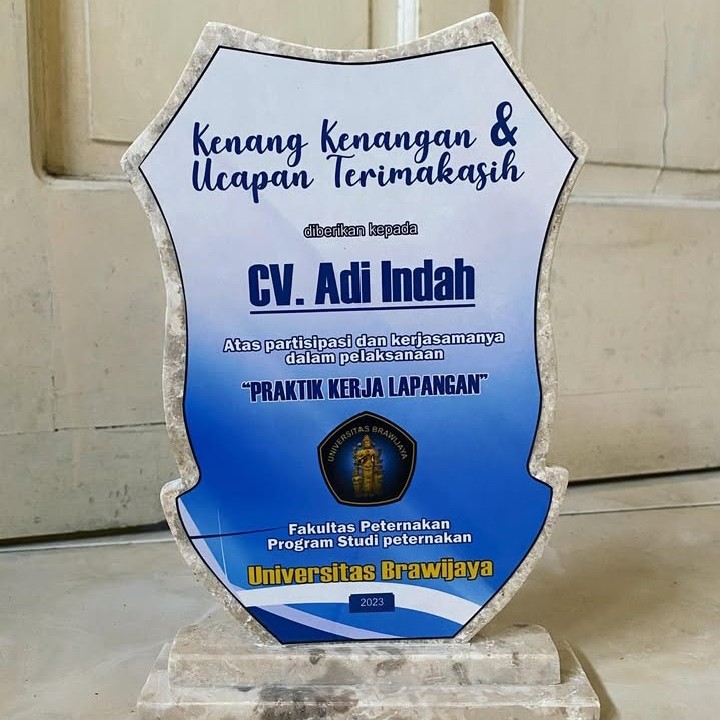 Kenang Kenangan &
Ucapan Terimakasih
diberikan kepada
CV. Adi Indah
Atas partisipasi dan kerjasamanya
dalam pelaksanaan
“PRAKTIK KERJA LAPANGAN”
UNIVERSITAS BRAWIJAYA
Fakultas Peternakan
Program Studi peternakan
Universitas Brawijaya
2023